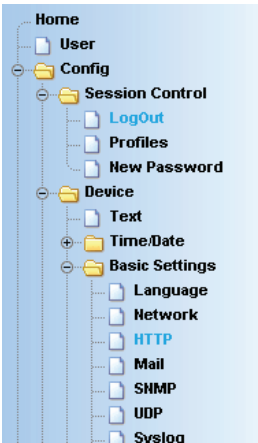 Home
User
Config
Session Control
LogOut
Profiles
New Password
Device
Text
Time/Date
Basic Settings
Language
Network
HTTP
Mail
SNMP
UDP
Syslog